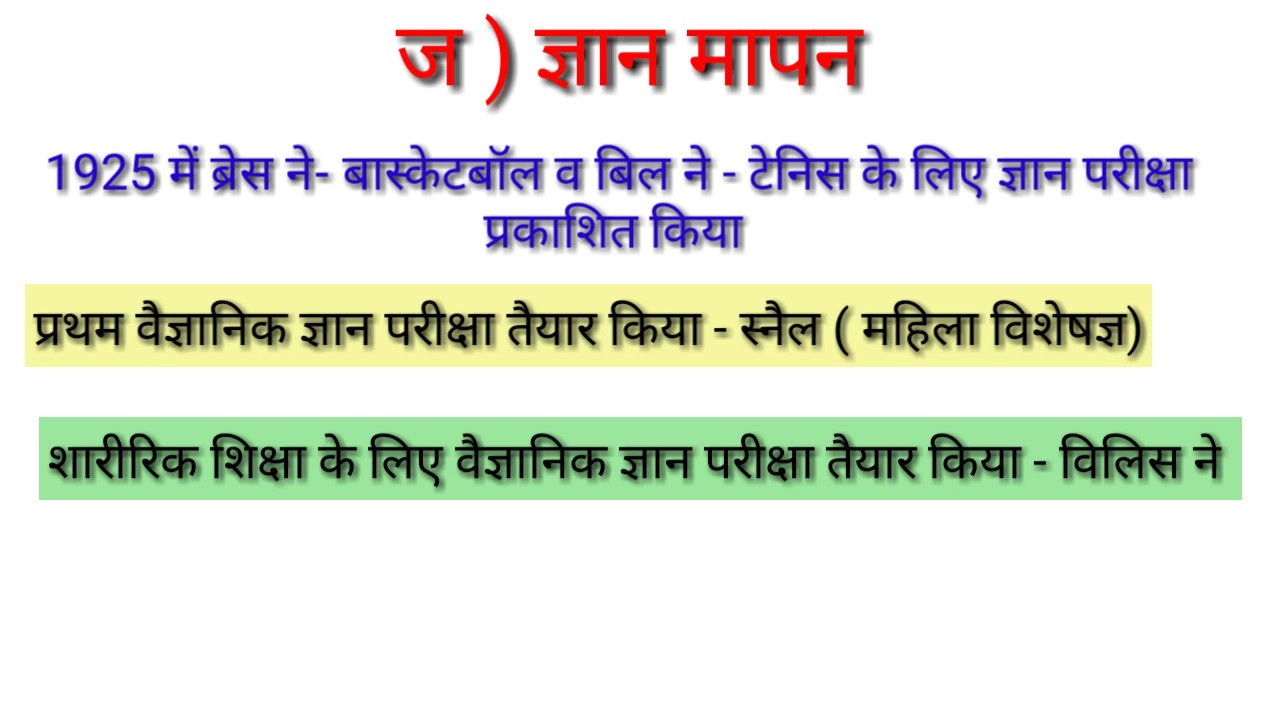 ज ) ज्ञान मापन
1925 में ब्रेस ने- बास्केटबॉल व बिल ने - टेनिस के लिए ज्ञान परीक्षा
प्रकाशित किया
प्रथम वैज्ञानिक ज्ञान परीक्षा तैयार किया - स्नैल ( महिला विशेषज्ञ)
शारीरिक शिक्षा के लिए वैज्ञानिक ज्ञान परीक्षा तैयार किया - विलिस ने